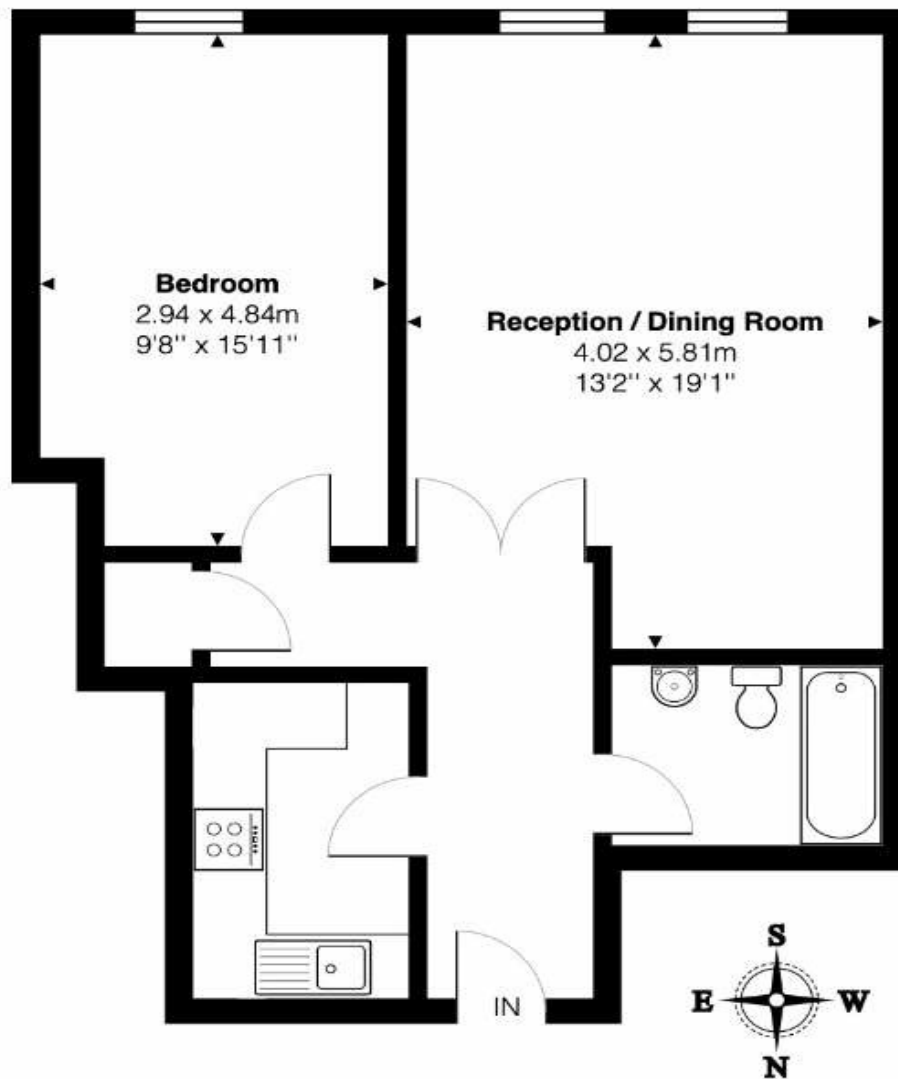 Bedroom
2.94 x 4.84m
9'8'' x 15'11''
Reception / Dining Room
4.02 x 5.81m
13'2'' x 19'1''
IN
S
E W
N